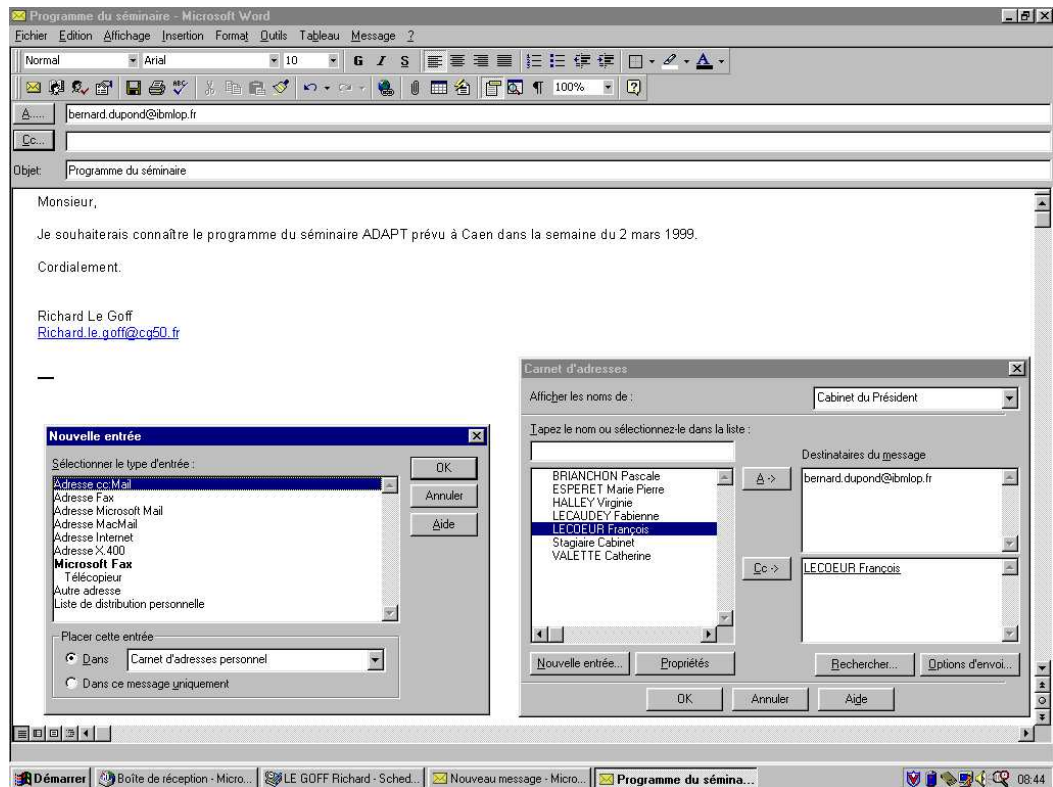 Programme du séminaire - Microsoft Word
Fichier Edition Affichage Insertion Format Outils Tableau Message ?
Normal Arial 10 G I S
100%
A..... bernard.dupond@ibmlop.fr
Cc...
Objet: Programme du séminaire
Monsieur,
Je souhaiterais connaître le programme du séminaire ADAPT prévu à Caen dans la semaine du 2 mars 1999.
Cordialement.
Richard Le Goff
Richard.le.goff@cg50.fr
Nouvelle entrée
Sélectionner le type d'entrée :
Adresse cc:Mail
Adresse Fax
Adresse Microsoft Mail
Adresse MacMail
Adresse Internet
Adresse X.400
Microsoft Fax
Télécopieur
Autre adresse
Liste de distribution personnelle
OK
Annuler
Aide
Placer cette entrée
Dans Carnet d'adresses personnel
Dans ce message uniquement
Carnet d'adresses
Afficher les noms de : Cabinet du Président
Tapez le nom ou sélectionnez-le dans la liste :
BRIANCHON Pascale
ESPERET Marie Pierre
HALLEY Virginie
LECAUDEY Fabienne
LECOEUR François
Stagiaire Cabinet
VALETTE Catherine
Destinataires du message
A -> bernard.dupond@ibmlop.fr
Cc -> LECOEUR François
Nouvelle entrée... Propriétés Rechercher... Options d'envoi...
OK Annuler Aide
Démarrer Boîte de réception - Micro... LE GOFF Richard - Sched... Nouveau message - Micro... Programme du sémina... 08:44